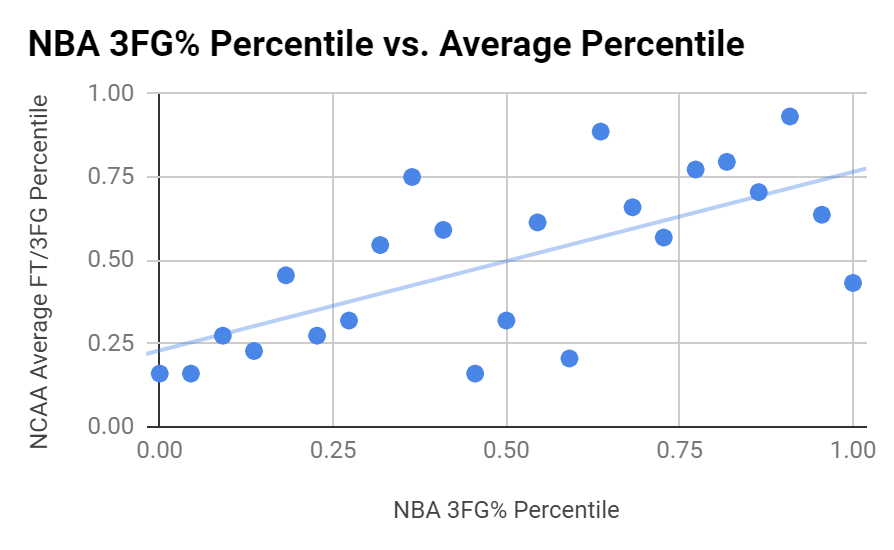 NBA 3FG% Percentile vs. Average Percentile
NCAA Average FT/3FG Percentile
1.00
0.75
0.50
0.25
0.00
0.00 0.25 0.50 0.75 1.00
NBA 3FG% Percentile